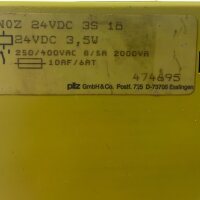 NOZ 24VDC 3S 1Ö
24VDC 3,5W
250/400VAC 8/5A 2000VA
10AF/6AT
474695
pilz GmbH&Co. Postf. 735 D-73700 Esslingen